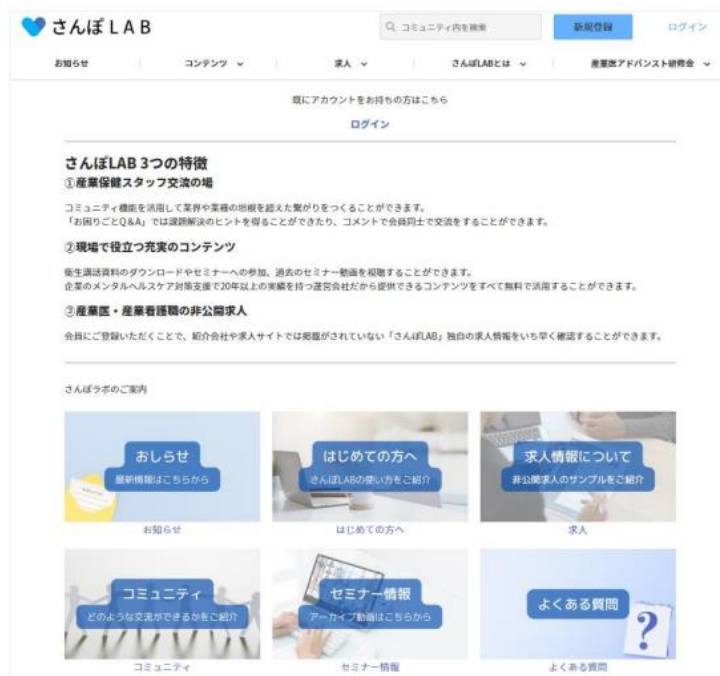 さんぽLAB
コミュニティ内を検索
新規登録
ログイン
お知らせ
コンテンツ
求人
さんぽLABとは
産業医アドバンスト研修会
既にアカウントをお持ちの方はこちら
ログイン
さんぽLAB 3つの特徴
①産業保健スタッフ交流の場
コミュニティ機能を活用して業界や業種の垣根を超えた繋がりをつくることができます。
「お困りごとQ&A」では課題解決のヒントを得ることができたり、コメントで会員同士で交流をすることができます。
②現場で役立つ充実のコンテンツ
衛生講話資料のダウンロードやセミナーへの参加、過去のセミナー動画を視聴することができます。
企業のメンタルヘルスケア対策支援で20年以上の実績を持つ運営会社だから提供できるコンテンツをすべて無料で活用することができます。
③産業医・産業看護職の非公開求人
会員にご登録いただくことで、紹介会社や求人サイトでは掲載がされていない「さんぽLAB」独自の求人情報をいち早く確認することができます。
さんぽラボのご案内
おしらせ
最新情報はこちらから
お知らせ
はじめての方へ
さんぽLABの使い方をご紹介
はじめての方へ
求人情報について
非公開求人のサンプルをご紹介
求人
コミュニティ
どのような交流ができるかをご紹介
コミュニティ
セミナー情報
アーカイブ動画はこちらから
セミナー情報
よくある質問
?
よくある質問